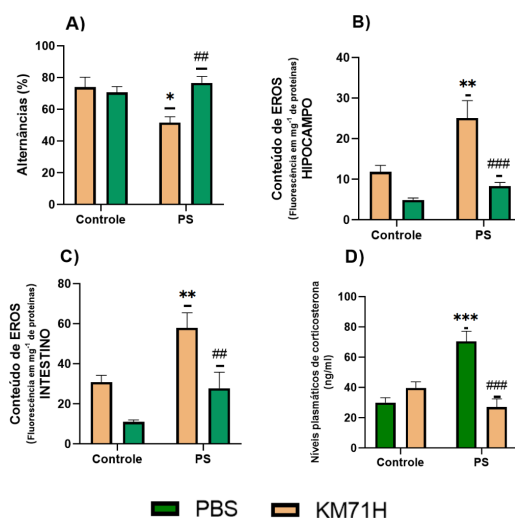 A)
Alternâncias (%)
100
80
60
40
20
0
*
##
Controle
PS
B)
Conteúdo de EROS
(Fluorescência em mg-1 de proteínas)
HIPOCAMPO
40
30
20
10
0
**
###
Controle
PS
C)
Conteúdo de EROS
(Fluorescência em mg-1 de proteínas)
INTESTINO
80
60
40
20
0
**
##
Controle
PS
D)
Níveis plasmáticos de corticosterona
(ng/ml)
100
80
60
40
20
0
***
###
Controle
PS
PBS
KM71H